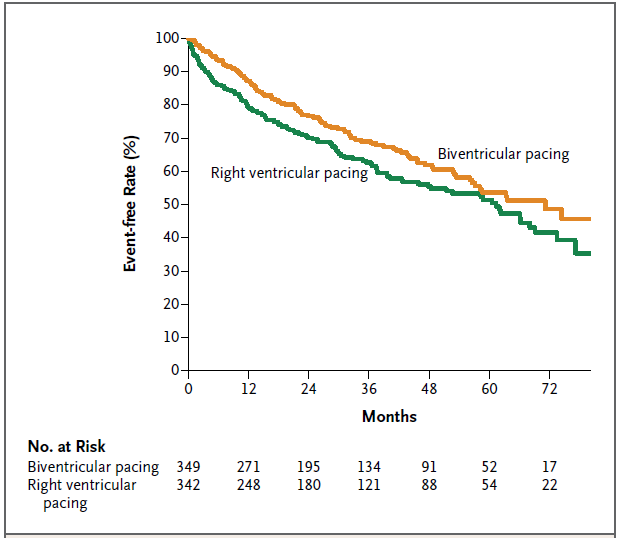 100
90
80
70
60
50
40
30
20
10
0
Event-free Rate (%)
Biventricular pacing
Right ventricular pacing
0 12 24 36 48 60 72
Months
No. at Risk
Biventricular pacing 349 271 195 134 91 52 17
Right ventricular 342 248 180 121 88 54 22
pacing